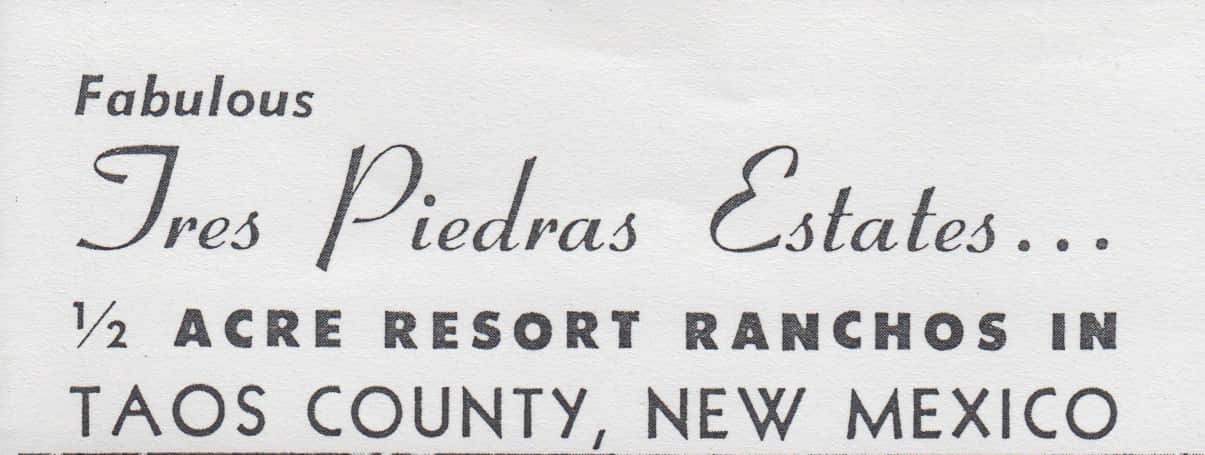 Fabulous
Tres Piedras Estates...
½ ACRE RESORT RANCHOS IN
TAOS COUNTY, NEW MEXICO